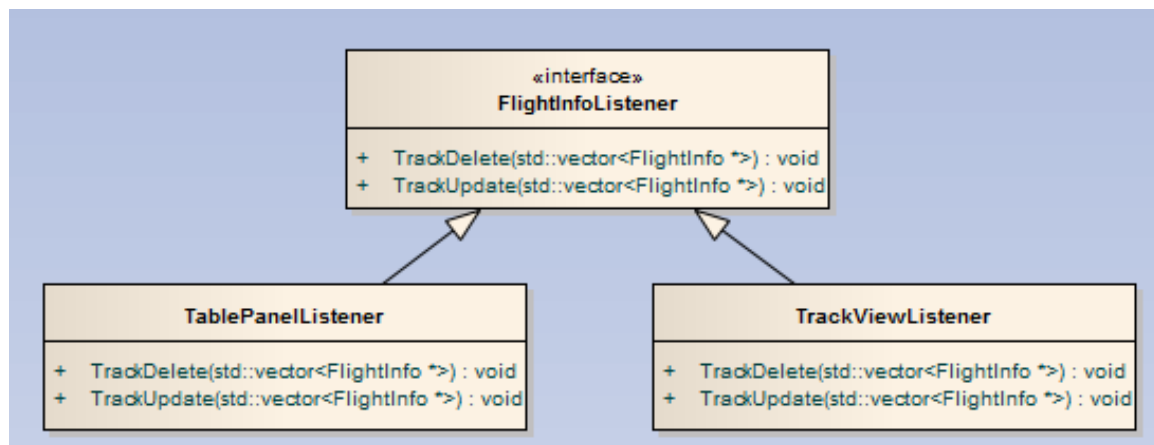 «interface»
FlightInfoListener
+ TrackDelete(std::vector<FlightInfo *>) : void
+ TrackUpdate(std::vector<FlightInfo *>) : void
TablePanelListener
+ TrackDelete(std::vector<FlightInfo *>) : void
+ TrackUpdate(std::vector<FlightInfo *>) : void
TrackViewListener
+ TrackDelete(std::vector<FlightInfo *>) : void
+ TrackUpdate(std::vector<FlightInfo *>) : void